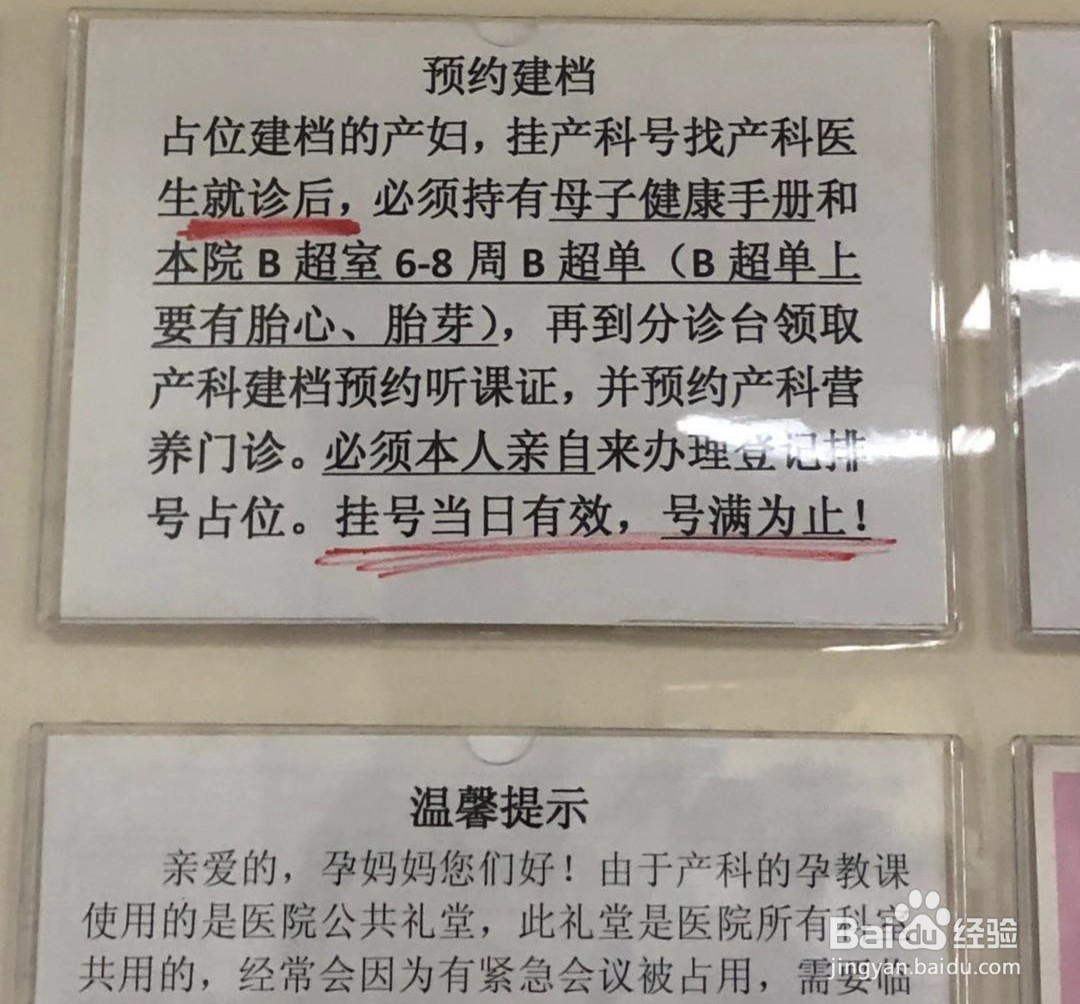 预约建档
占位建档的产妇，挂产科号找产科医
生就诊后，必须持有母子健康手册和
本院 B 超室 6-8 周 B 超单（B 超单上
要有胎心、胎芽），再到分诊台领取
产科建档预约听课证，并预约产科营
养门诊。必须本人亲自来办理登记排
号占位。挂号当日有效，号满为止！
温馨提示
亲爱的，孕妈妈您们好！由于产科的孕教课
使用的是医院公共礼堂，此礼堂是医院所有科室
共用的，经常会因为有紧急会议被占用，需要临
Baidu经验
jingyan.baidu.com